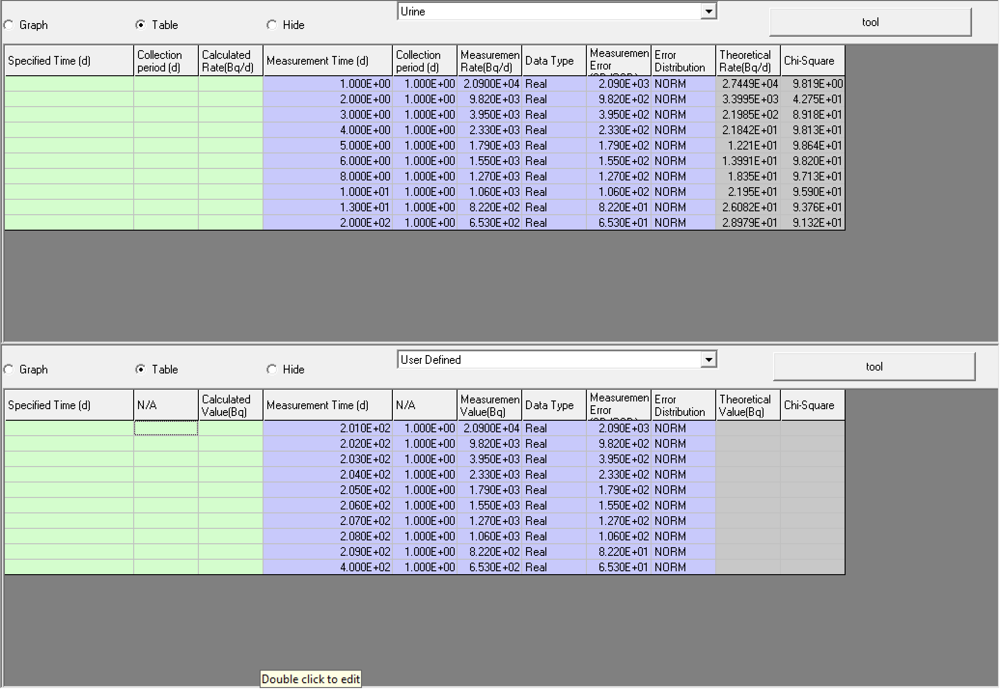 Urine
Graph Table Hide tool
Specified Time (d) Collection period (d) Calculated Rate(Bq/d) Measurement Time (d) Collection period (d) Measuremen Rate(Bq/d) Data Type Measuremen Error Error Distribution Theoretical Rate(Bq/d) Chi-Square
1.000E+00 1.000E+00 2.0900E+04 Real 2.090E+03 NORM 2.7449E+04 9.819E+00
2.000E+00 1.000E+00 9.820E+03 Real 9.820E+02 NORM 3.3995E+03 4.275E+01
3.000E+00 1.000E+00 3.950E+03 Real 3.950E+02 NORM 2.1985E+02 8.918E+01
4.000E+00 1.000E+00 2.330E+03 Real 2.330E+02 NORM 2.1842E+01 9.813E+01
5.000E+00 1.000E+00 1.790E+03 Real 1.790E+02 NORM 1.221E+01 9.864E+01
6.000E+00 1.000E+00 1.550E+03 Real 1.550E+02 NORM 1.3991E+01 9.820E+01
8.000E+00 1.000E+00 1.270E+03 Real 1.270E+02 NORM 1.835E+01 9.713E+01
1.000E+01 1.000E+00 1.060E+03 Real 1.060E+02 NORM 2.195E+01 9.590E+01
1.300E+01 1.000E+00 8.220E+02 Real 8.220E+01 NORM 2.6082E+01 9.376E+01
2.000E+02 1.000E+00 6.530E+02 Real 6.530E+01 NORM 2.8979E+01 9.132E+01
User Defined
Graph Table Hide tool
Specified Time (d) N/A Calculated Value(Bq) Measurement Time (d) N/A Measuremen Value(Bq) Data Type Measuremen Error Error Distribution Theoretical Value(Bq) Chi-Square
2.010E+02 1.000E+00 2.0900E+04 Real 2.090E+03 NORM
2.020E+02 1.000E+00 9.820E+03 Real 9.820E+02 NORM
2.030E+02 1.000E+00 3.950E+03 Real 3.950E+02 NORM
2.040E+02 1.000E+00 2.330E+03 Real 2.330E+02 NORM
2.050E+02 1.000E+00 1.790E+03 Real 1.790E+02 NORM
2.060E+02 1.000E+00 1.550E+03 Real 1.550E+02 NORM
2.070E+02 1.000E+00 1.270E+03 Real 1.270E+02 NORM
2.080E+02 1.000E+00 1.060E+03 Real 1.060E+02 NORM
2.090E+02 1.000E+00 8.220E+02 Real 8.220E+01 NORM
4.000E+02 1.000E+00 6.530E+02 Real 6.530E+01 NORM
Double click to edit